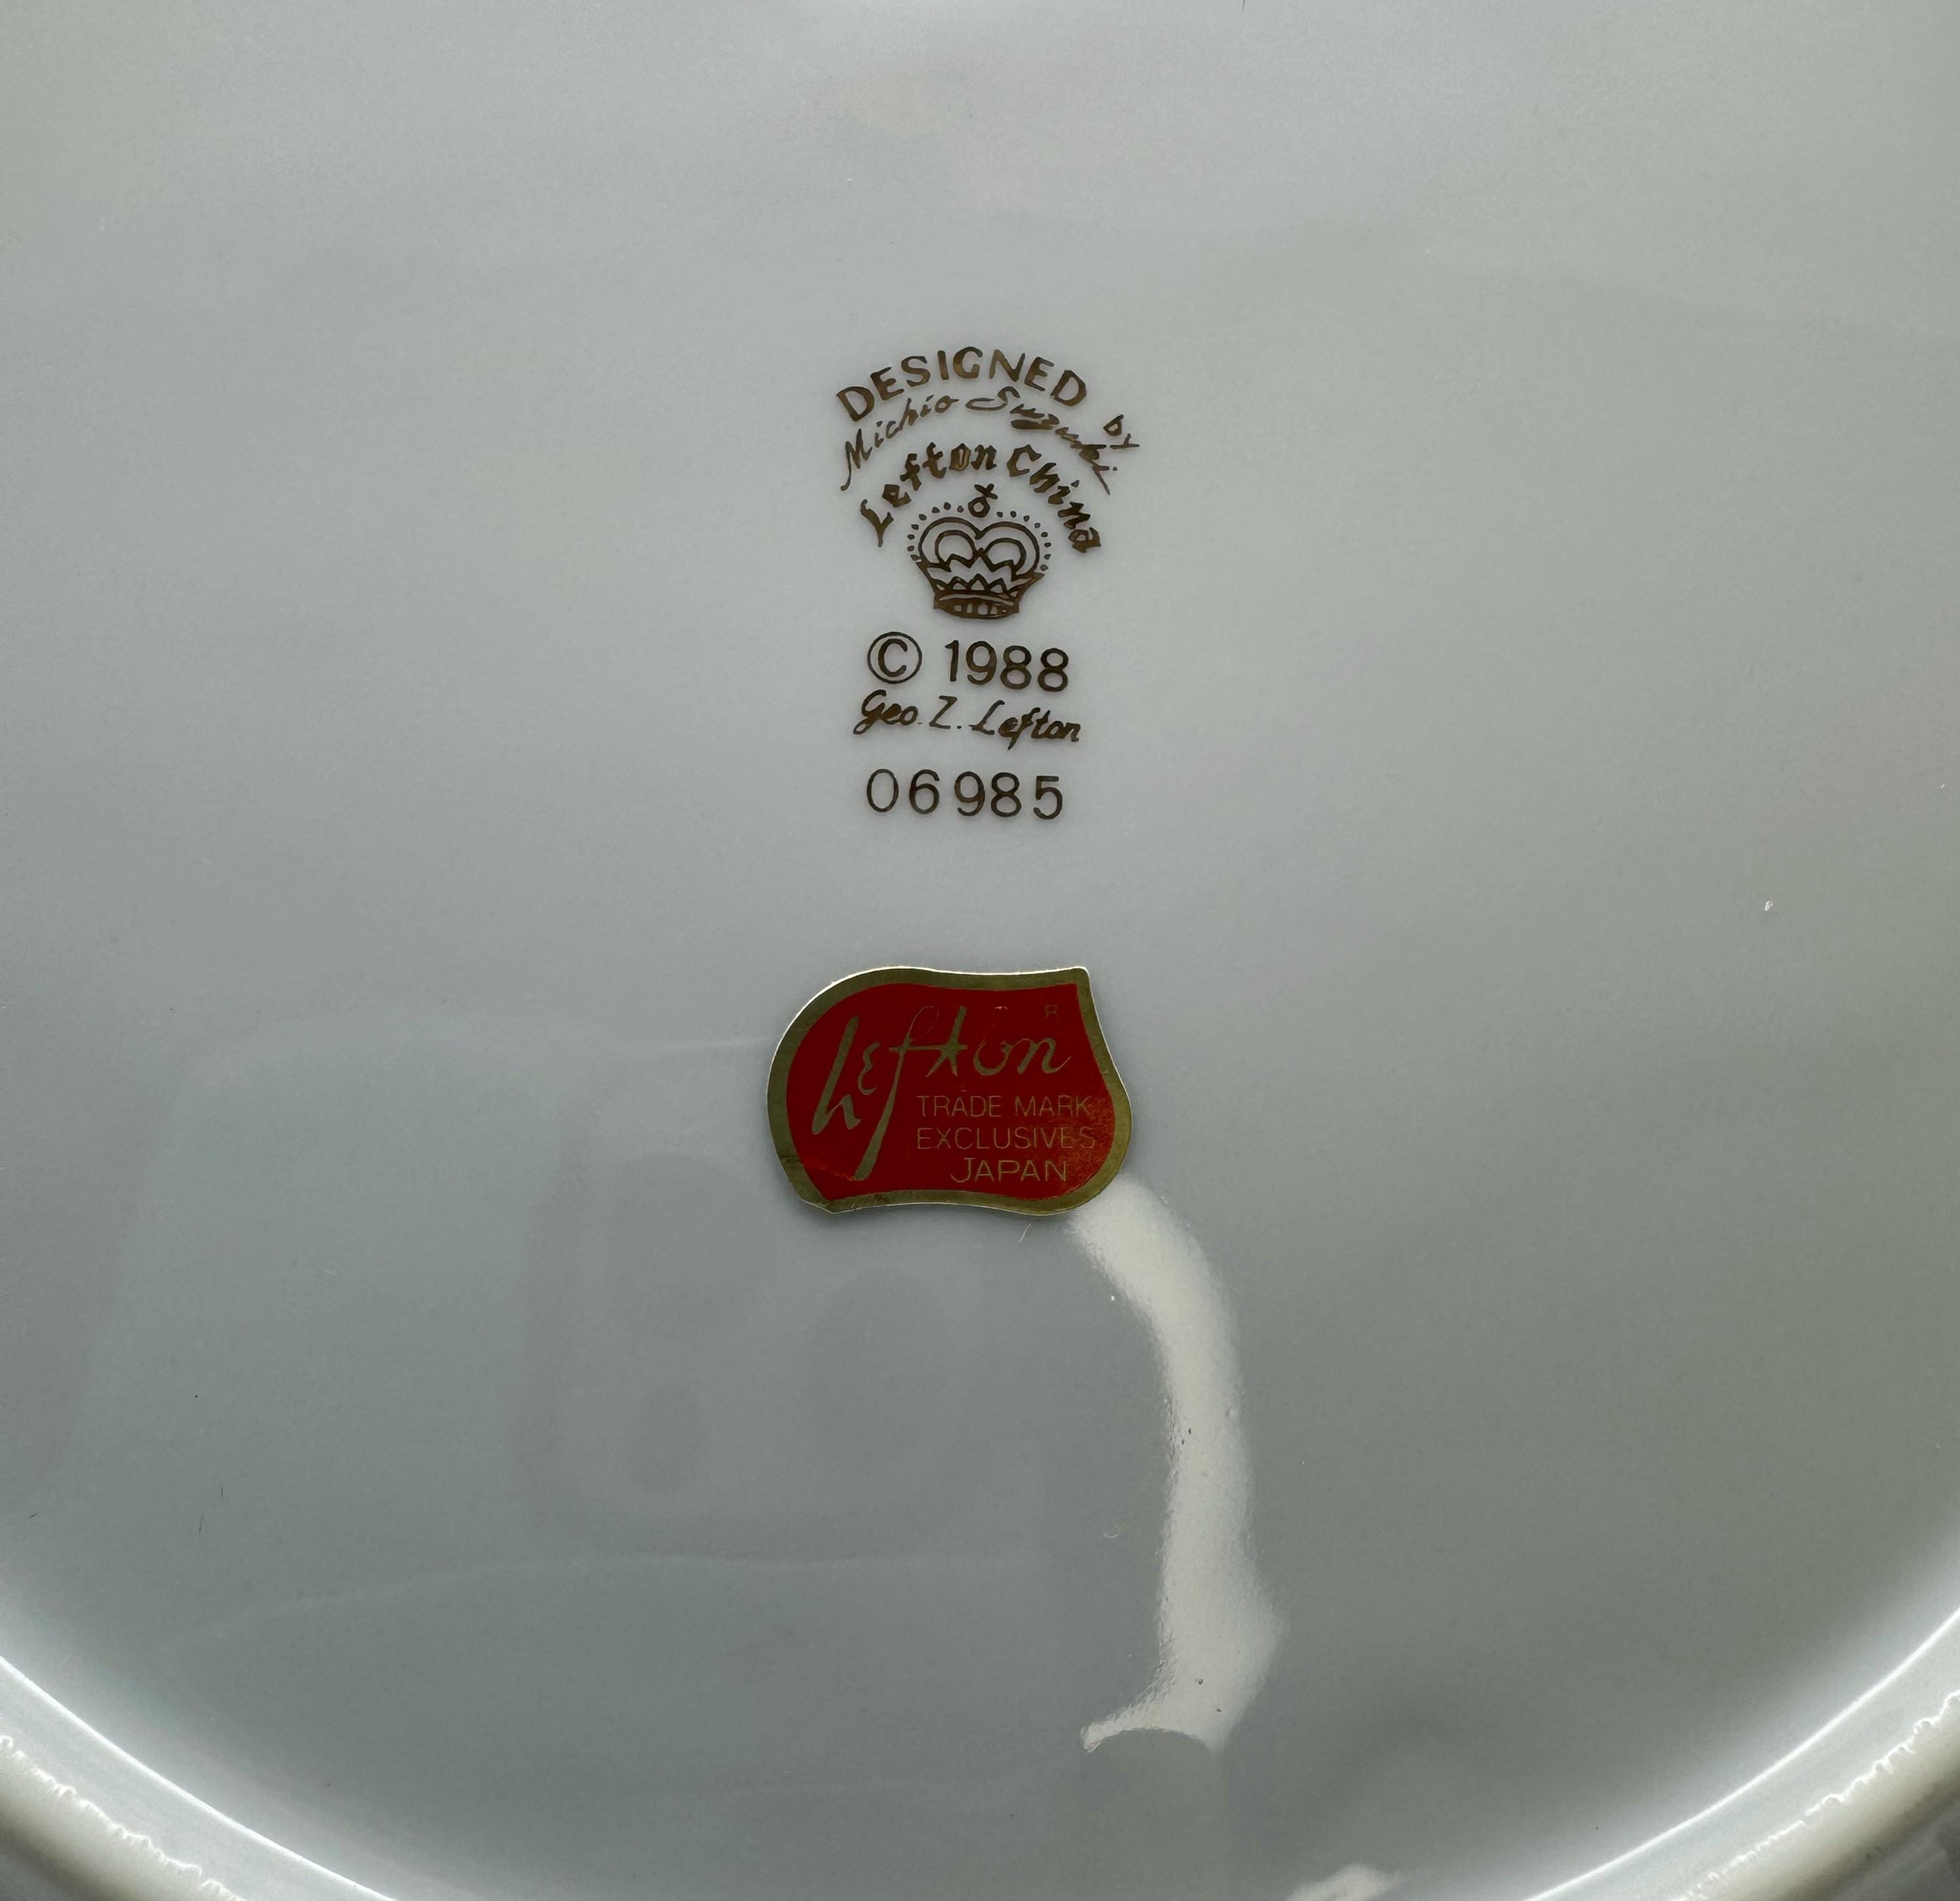 DESIGNED by
Michio Suzuki
Lefton China
© 1988
Geo. Z. Lefton
06985
Lefton R
TRADE MARK
EXCLUSIVES
JAPAN